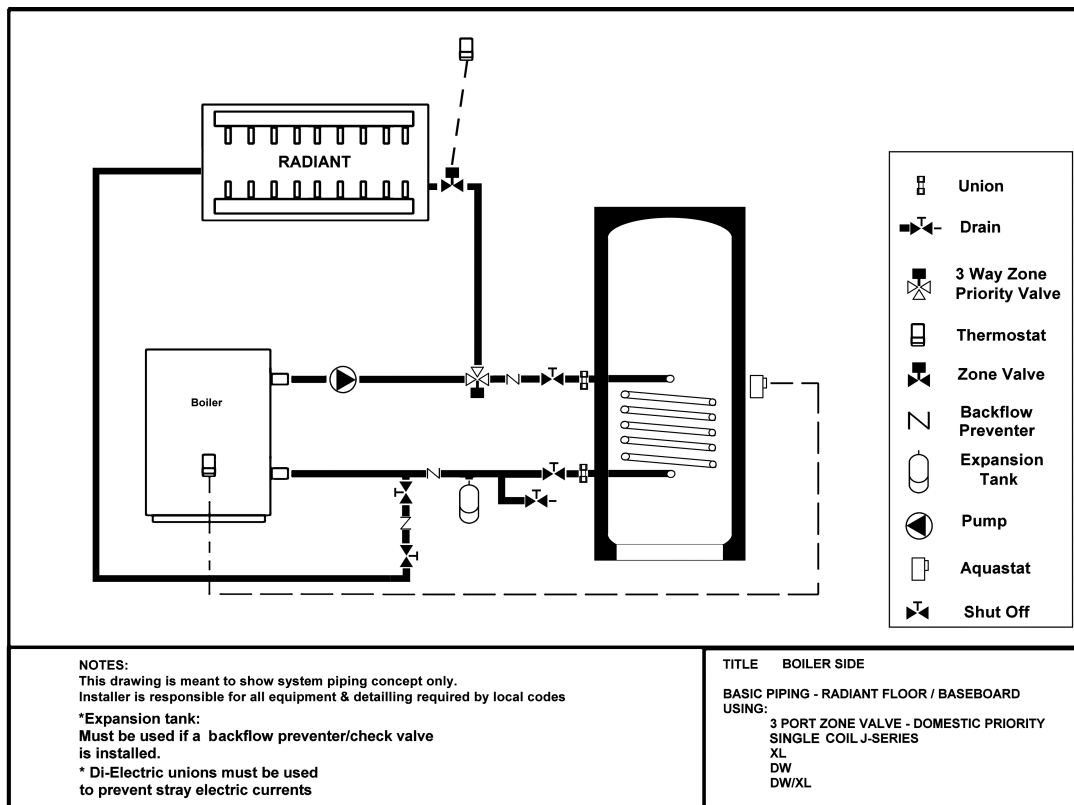 RADIANT
Boiler
Union
Drain
3 Way Zone
Priority Valve
Thermostat
Zone Valve
Backflow
Preventer
Expansion
Tank
Pump
Aquastat
Shut Off
NOTES:
This drawing is meant to show system piping concept only.
Installer is responsible for all equipment & detailling required by local codes
*Expansion tank:
Must be used if a backflow preventer/check valve
is installed.
* Di-Electric unions must be used
to prevent stray electric currents
TITLE BOILER SIDE
BASIC PIPING - RADIANT FLOOR / BASEBOARD
USING:
3 PORT ZONE VALVE - DOMESTIC PRIORITY
SINGLE COIL J-SERIES
XL
DW
DW/XL